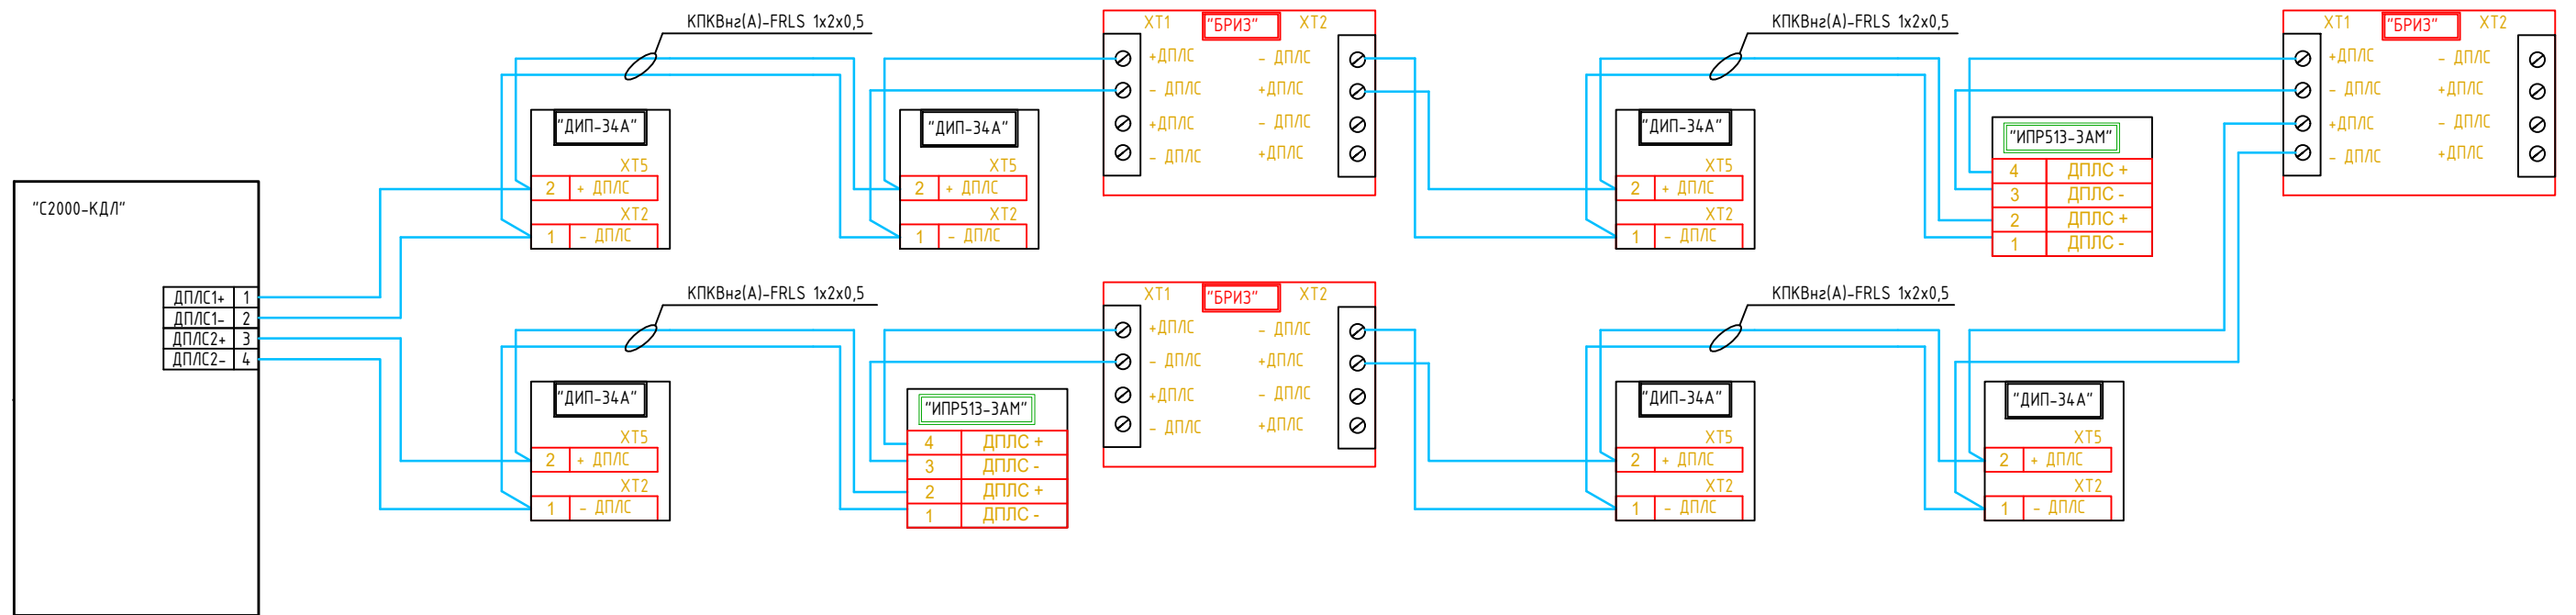 "С2000-КДЛ"
ДПЛС1+ 1
ДПЛС1- 2
ДПЛС2+ 3
ДПЛС2- 4
КПКВнг(А)-FRLS 1х2х0,5
"ДИП-34А"
ХТ5
2 + ДПЛС
ХТ2
1 - ДПЛС
"ДИП-34А"
ХТ5
2 + ДПЛС
ХТ2
1 - ДПЛС
ХТ1 "БРИЗ" ХТ2
+ДПЛС - ДПЛС
- ДПЛС +ДПЛС
+ДПЛС - ДПЛС
- ДПЛС +ДПЛС
КПКВнг(А)-FRLS 1х2х0,5
"ДИП-34А"
ХТ5
2 + ДПЛС
ХТ2
1 - ДПЛС
"ИПР513-3АМ"
4 ДПЛС +
3 ДПЛС -
2 ДПЛС +
1 ДПЛС -
ХТ1 "БРИЗ" ХТ2
+ДПЛС - ДПЛС
- ДПЛС +ДПЛС
+ДПЛС - ДПЛС
- ДПЛС +ДПЛС
КПКВнг(А)-FRLS 1х2х0,5
"ДИП-34А"
ХТ5
2 + ДПЛС
ХТ2
1 - ДПЛС
"ИПР513-3АМ"
4 ДПЛС +
3 ДПЛС -
2 ДПЛС +
1 ДПЛС -
ХТ1 "БРИЗ" ХТ2
+ДПЛС - ДПЛС
- ДПЛС +ДПЛС
+ДПЛС - ДПЛС
- ДПЛС +ДПЛС
КПКВнг(А)-FRLS 1х2х0,5
"ДИП-34А"
ХТ5
2 + ДПЛС
ХТ2
1 - ДПЛС
"ДИП-34А"
ХТ5
2 + ДПЛС
ХТ2
1 - ДПЛС